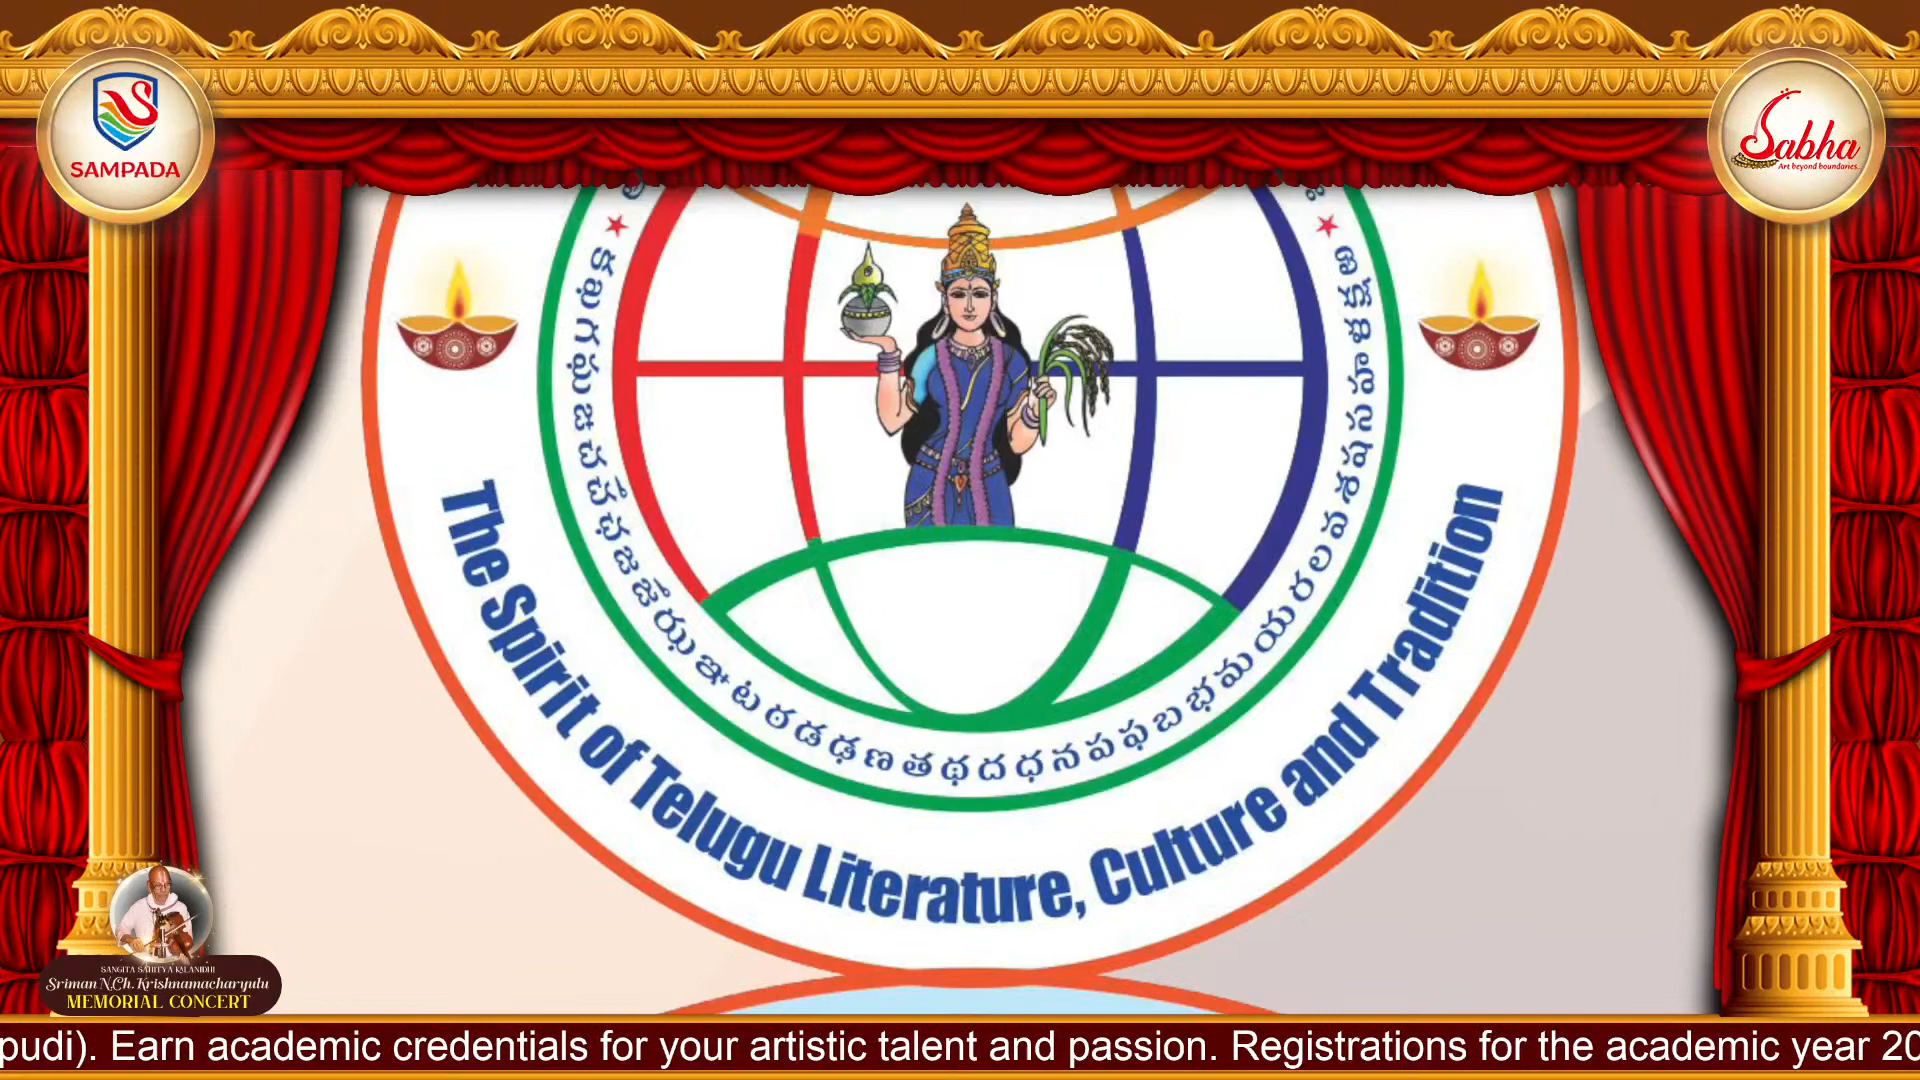 SAMPADA
Sabha
Art beyond boundaries..
The Spirit of Telugu Literature, Culture and Tradition
ట ఠ డ ఢ ణ త థ ద ధ న ప ఫ బ భ మ య ర ల వ శ ష స హ ళ క్ష ఱ
SANGITA SAHITYA KALANIDHI
Sriman N.Ch. Krishnamacharyulu
MEMORIAL CONCERT
pudi). Earn academic credentials for your artistic talent and passion. Registrations for the academic year 20